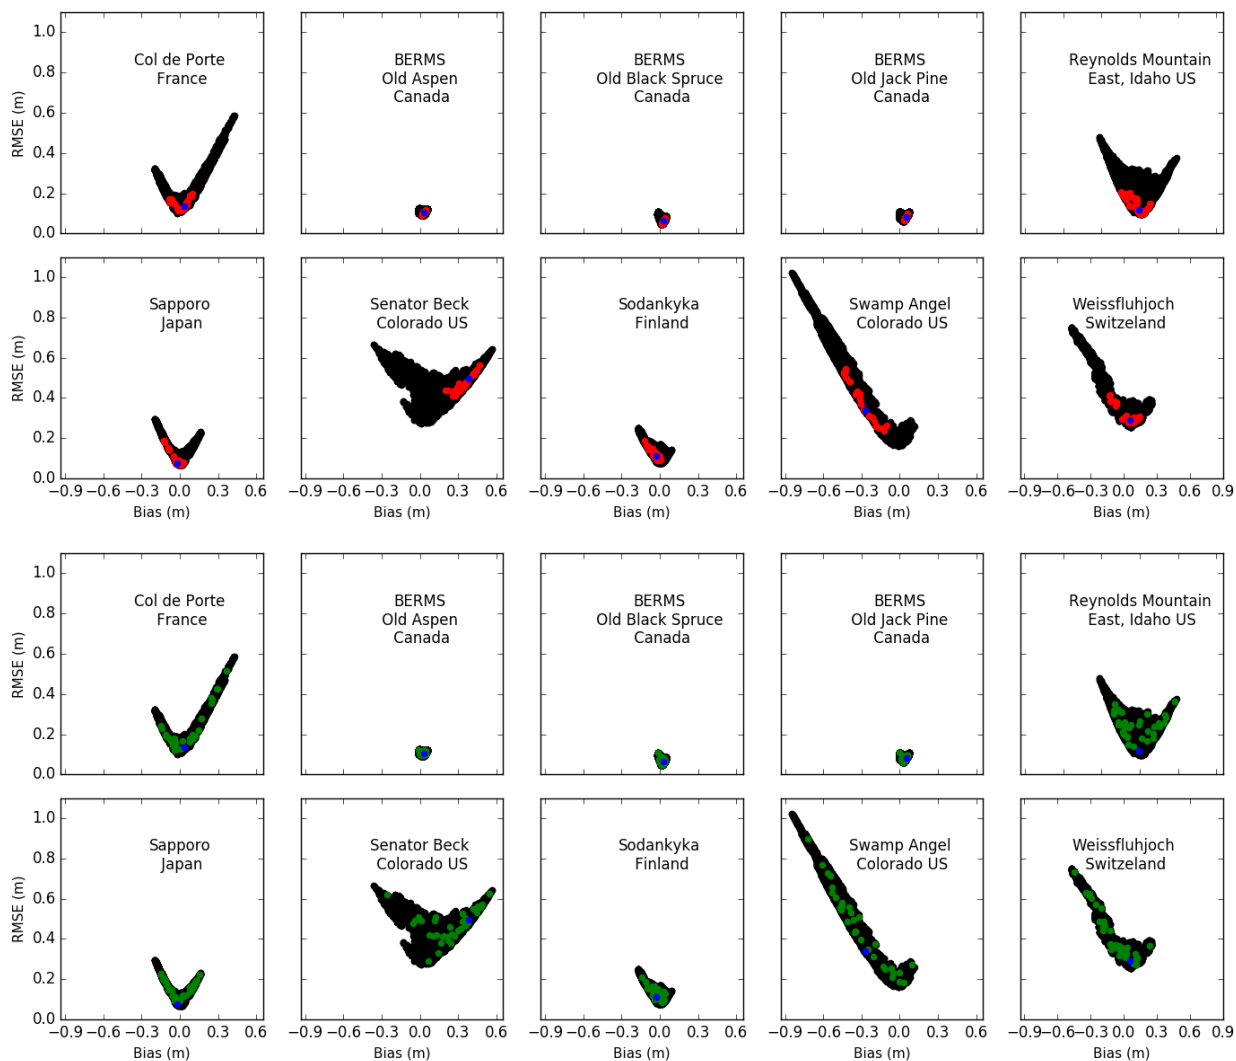 1.0
0.8
0.6
0.4
0.2
0.0
RMSE (m)
Col de Porte
France
BERMS
Old Aspen
Canada
BERMS
Old Black Spruce
Canada
BERMS
Old Jack Pine
Canada
Reynolds Mountain
East, Idaho US
1.0
0.8
0.6
0.4
0.2
0.0
RMSE (m)
Sapporo
Japan
Senator Beck
Colorado US
Sodankyka
Finland
Swamp Angel
Colorado US
Weissfluhjoch
Switzeland
−0.9 −0.6 −0.3 0.0 0.3 0.6
−0.9 −0.6 −0.3 0.0 0.3 0.6
−0.9 −0.6 −0.3 0.0 0.3 0.6
−0.9 −0.6 −0.3 0.0 0.3 0.6
−0.9 −0.6 −0.3 0.0 0.3 0.6 0.9
Bias (m)
Bias (m)
Bias (m)
Bias (m)
Bias (m)
1.0
0.8
0.6
0.4
0.2
0.0
RMSE (m)
Col de Porte
France
BERMS
Old Aspen
Canada
BERMS
Old Black Spruce
Canada
BERMS
Old Jack Pine
Canada
Reynolds Mountain
East, Idaho US
1.0
0.8
0.6
0.4
0.2
0.0
RMSE (m)
Sapporo
Japan
Senator Beck
Colorado US
Sodankyka
Finland
Swamp Angel
Colorado US
Weissfluhjoch
Switzeland
−0.9 −0.6 −0.3 0.0 0.3 0.6
−0.9 −0.6 −0.3 0.0 0.3 0.6
−0.9 −0.6 −0.3 0.0 0.3 0.6
−0.9 −0.6 −0.3 0.0 0.3 0.6
−0.9 −0.6 −0.3 0.0 0.3 0.6 0.9
Bias (m)
Bias (m)
Bias (m)
Bias (m)
Bias (m)